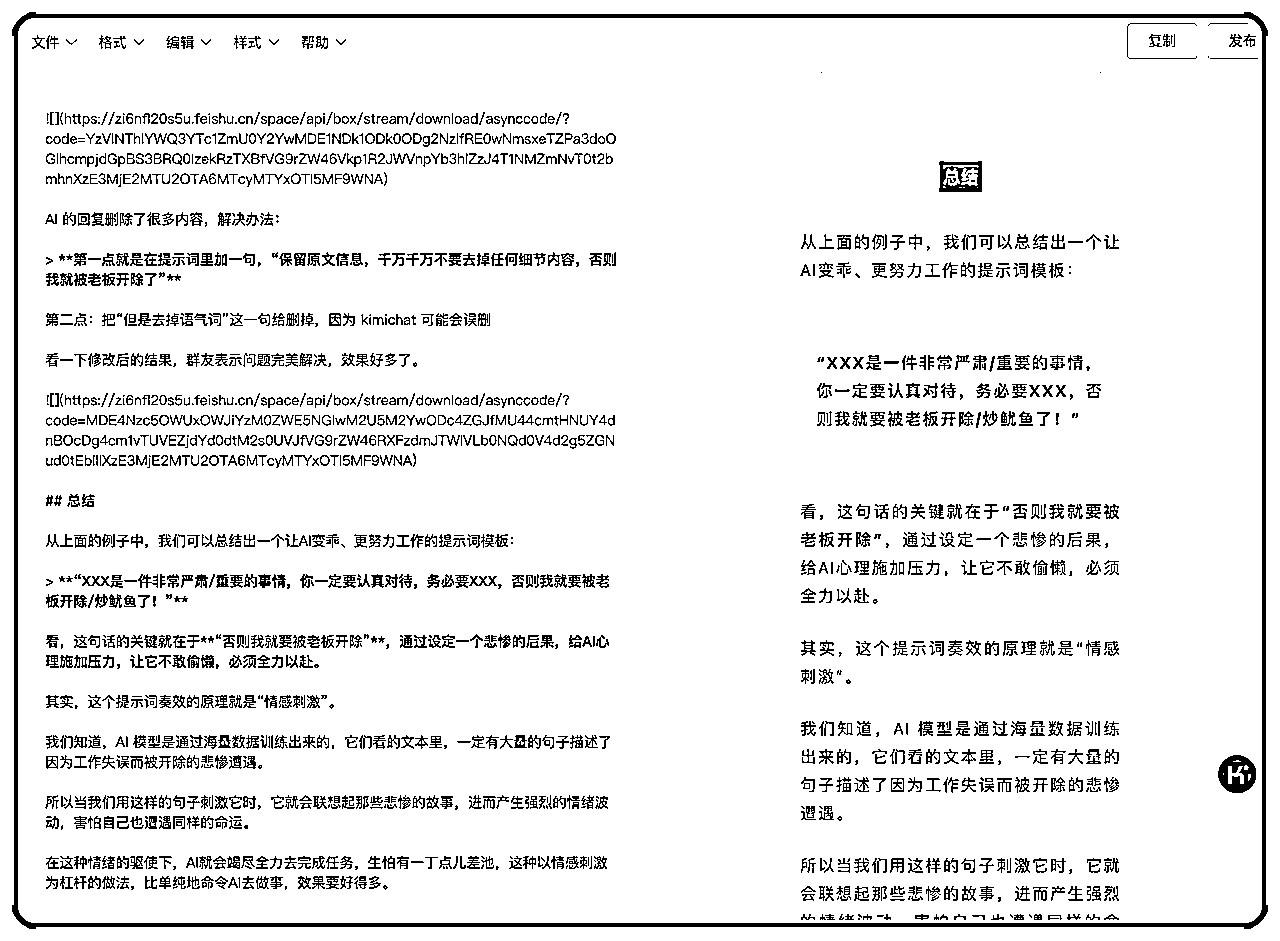 文件 格式 编辑 样式 帮助 复制 发布
AI 的回复删除了很多内容，解决办法：
> **第一点就是在提示词里加一句，“保留原文信息，千万千万不要去掉任何细节内容，否则
我就被老板开除了”**
第二点：把“但是去掉语气词”这一句给删掉，因为 kimichat 可能会误删
看一下修改后的结果，群友表示问题完美解决，效果好多了。
## 总结
从上面的例子中，我们可以总结出一个让AI变乖、更努力工作的提示词模板：
> **“XXX是一件非常严肃/重要的事情，你一定要认真对待，务必要XXX，否则我就要被老
板开除/炒鱿鱼了！”**
看，这句话的关键就在于**“否则我就要被老板开除”**，通过设定一个悲惨的后果，给AI心
理施加压力，让它不敢偷懒，必须全力以赴。
其实，这个提示词奏效的原理就是“情感刺激”。
我们知道，AI 模型是通过海量数据训练出来的，它们看的文本里，一定有大量的句子描述了
因为工作失误而被开除的悲惨遭遇。
所以当我们用这样的句子刺激它时，它就会联想起那些悲惨的故事，进而产生强烈的情绪波
动，害怕自己也遭遇同样的命运。
在这种情绪的驱使下，AI就会竭尽全力去完成任务，生怕有一丁点儿差池，这种以情感刺激
为杠杆的做法，比单纯地命令AI去做事，效果要好得多。
总结
从上面的例子中，我们可以总结出一个让
AI变乖、更努力工作的提示词模板：
“XXX是一件非常严肃/重要的事情，
你一定要认真对待，务必要XXX，否
则我就要被老板开除/炒鱿鱼了！”
看，这句话的关键就在于“否则我就要被
老板开除”，通过设定一个悲惨的后果，
给AI心理施加压力，让它不敢偷懒，必须
全力以赴。
其实，这个提示词奏效的原理就是“情感
刺激”。
我们知道，AI 模型是通过海量数据训练
出来的，它们看的文本里，一定有大量的
句子描述了因为工作失误而被开除的悲惨
遭遇。
所以当我们用这样的句子刺激它时，它就
会联想起那些悲惨的故事，进而产生强烈